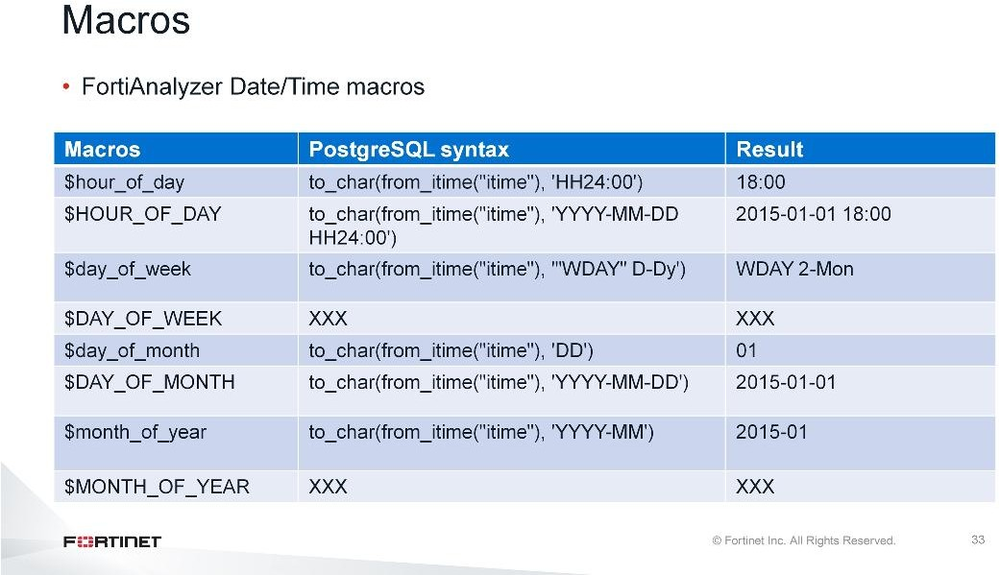 Macros
• FortiAnalyzer Date/Time macros
Macros PostgreSQL syntax Result
$hour_of_day to_char(from_itime("itime"), 'HH24:00') 18:00
$HOUR_OF_DAY to_char(from_itime("itime"), 'YYYY-MM-DD 2015-01-01 18:00
HH24:00')
$day_of_week to_char(from_itime("itime"), '"WDAY" D-Dy') WDAY 2-Mon
$DAY_OF_WEEK XXX XXX
$day_of_month to_char(from_itime("itime"), 'DD') 01
$DAY_OF_MONTH to_char(from_itime("itime"), 'YYYY-MM-DD') 2015-01-01
$month_of_year to_char(from_itime("itime"), 'YYYY-MM') 2015-01
$MONTH_OF_YEAR XXX XXX
FORTINET © Fortinet Inc. All Rights Reserved. 33